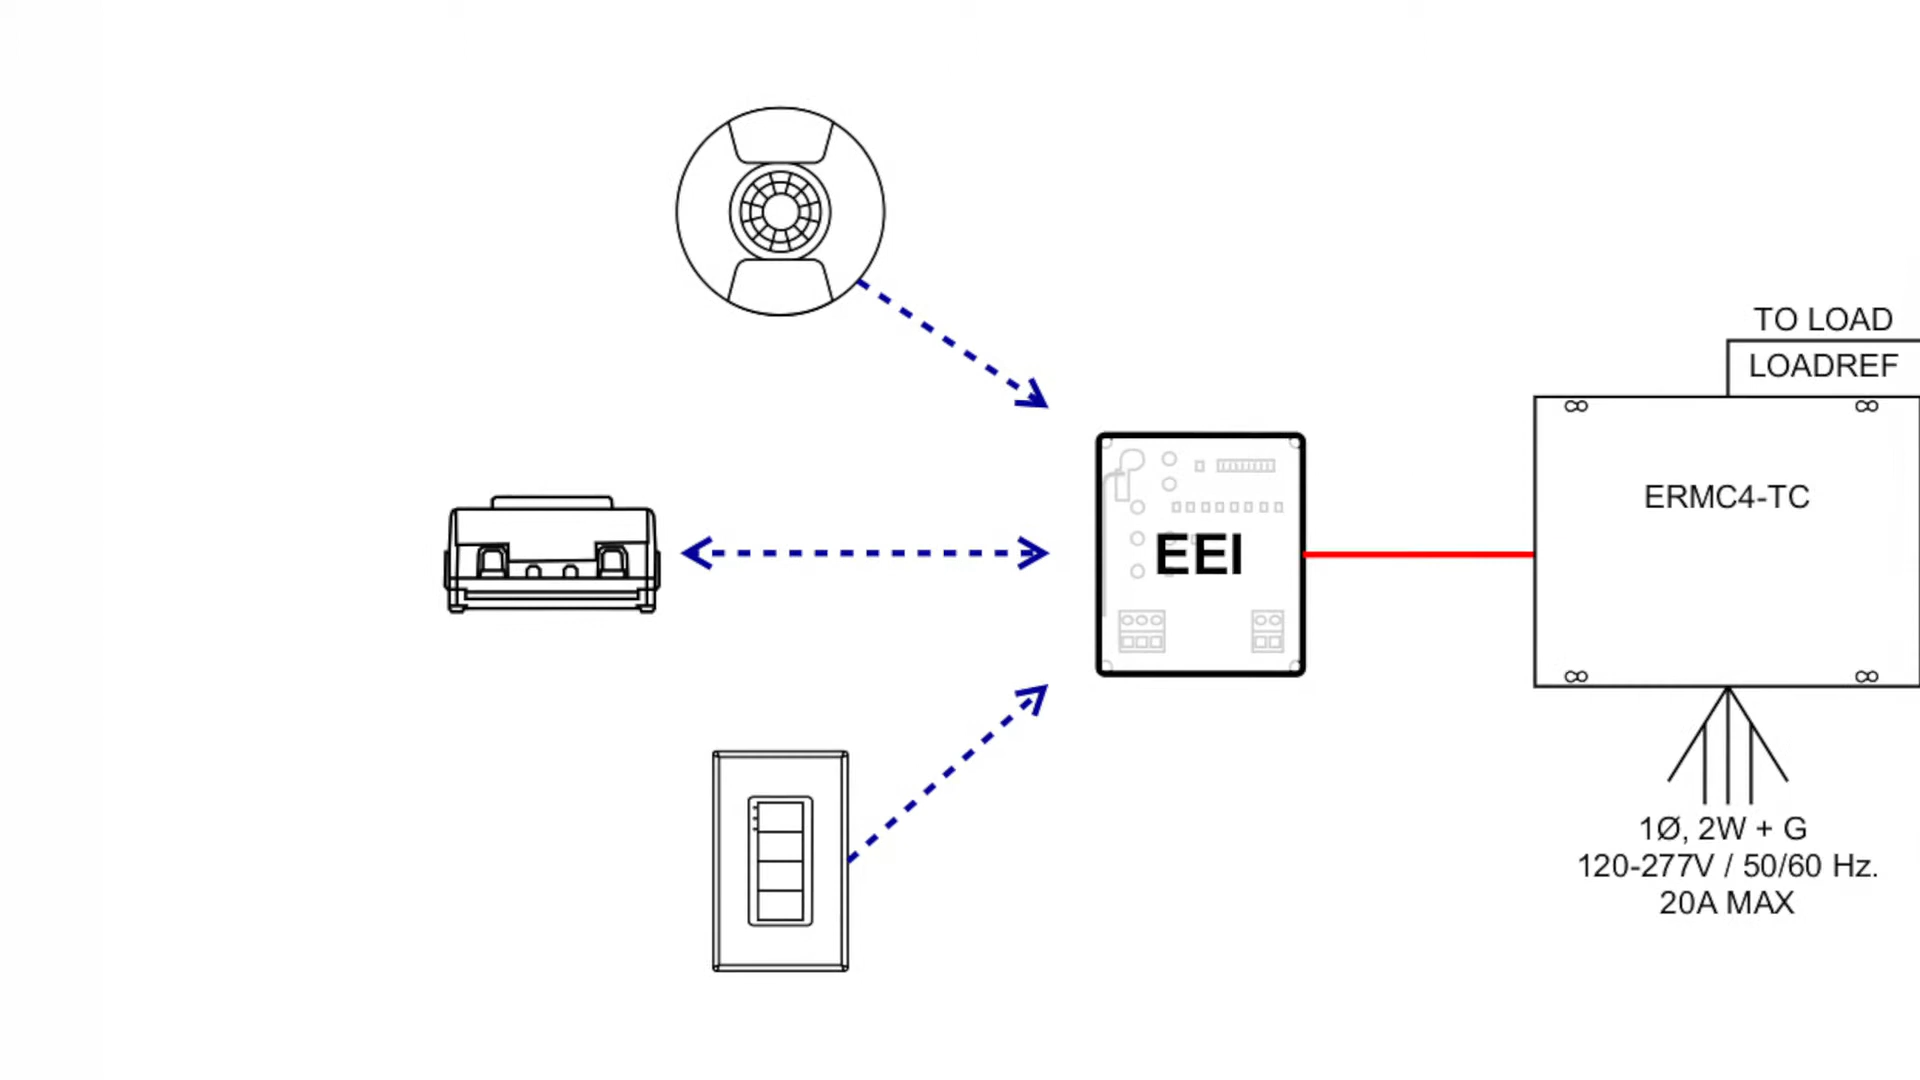 TO LOAD
LOADREF
ERMC4-TC
EEI
1Ø, 2W + G
120-277V / 50/60 Hz.
20A MAX